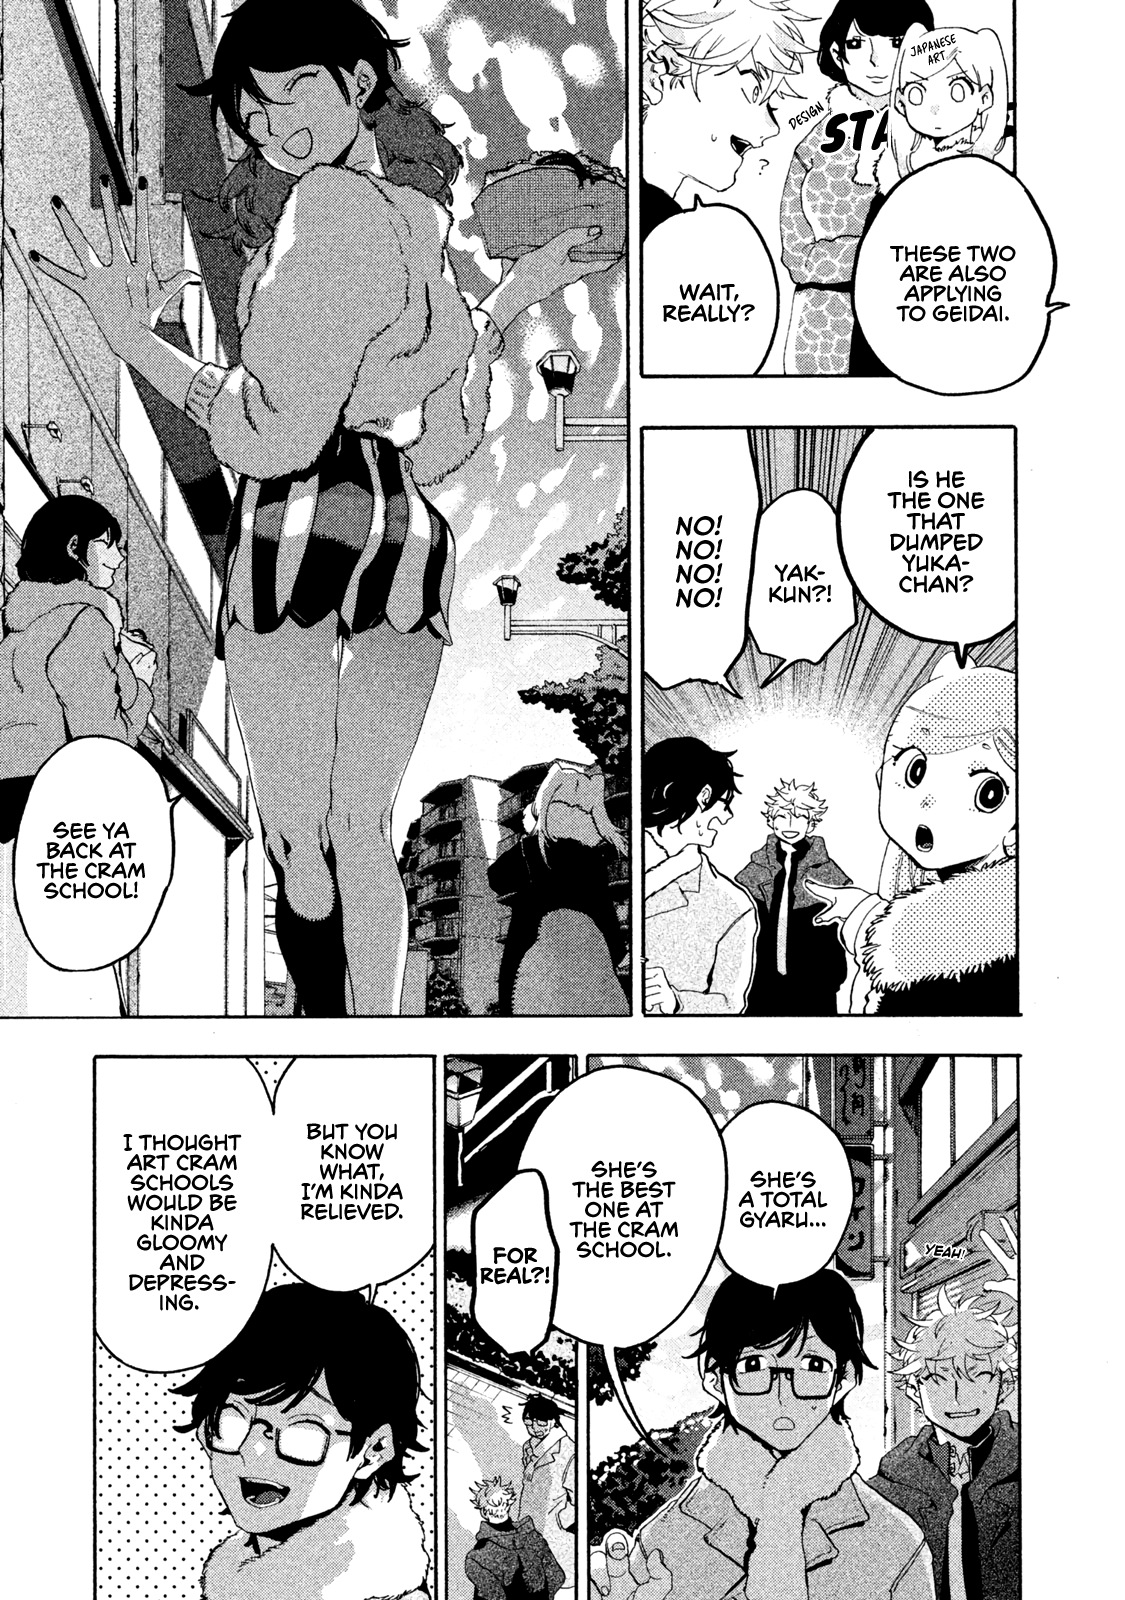 JAPANESE
ART
DESIGN
THESE TWO
ARE ALSO
APPLYING
TO GEIDAI.
WAIT,
REALLY?
IS HE
THE ONE
THAT
DUMPED
YUKA-
CHAN?
YAK-
KUN?!
NO!
NO!
NO!
NO!
SEE YA
BACK AT
THE CRAM
SCHOOL!
SHE'S
A TOTAL
GYARU...
YEAH!
SHE'S
THE BEST
ONE AT
THE CRAM
SCHOOL.
FOR
REAL?!
BUT YOU
KNOW
WHAT,
I'M KINDA
RELIEVED.
I THOUGHT
ART CRAM
SCHOOLS
WOULD BE
KINDA
GLOOMY
AND
DEPRESS-
ING.